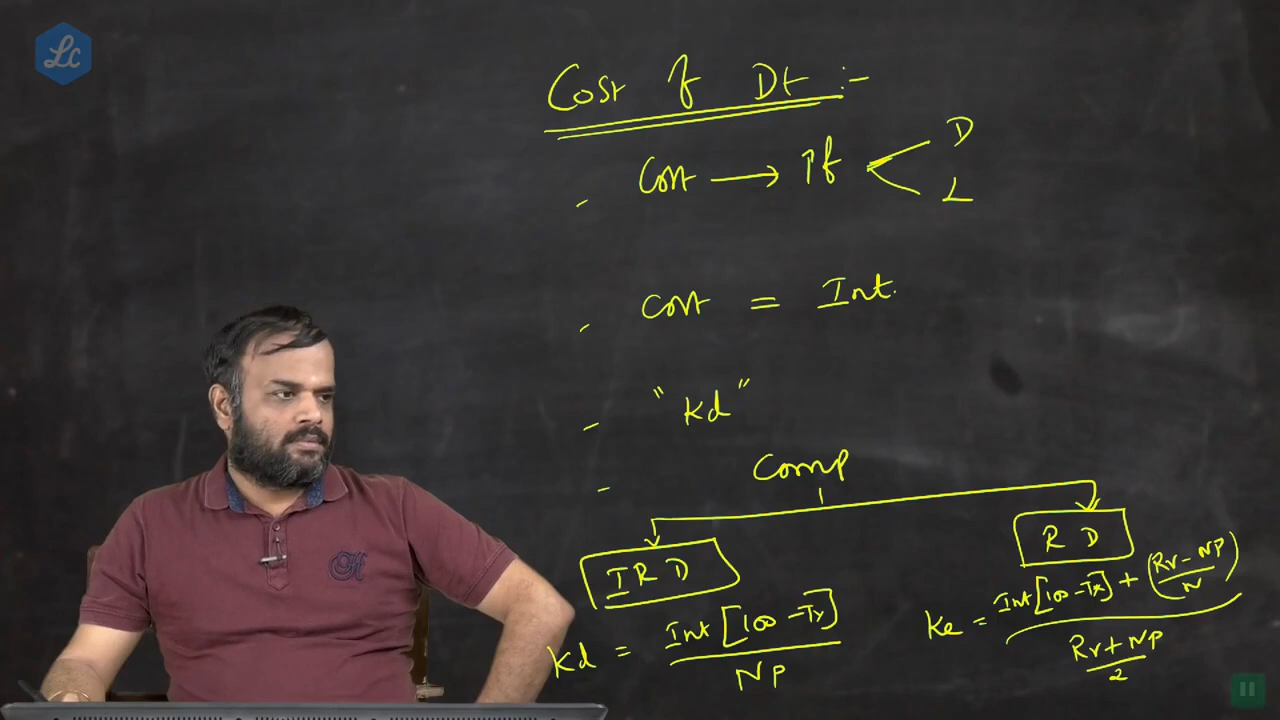 Lc
Cost of Dt :-
- Cost → Pf < D
L
- Cost = Int.
- "Kd"
- Comp
IRD
RD
Kd = Int [100 - Tx] / NP
Ke = Int [100 - Tx] + (RV - NP / N) / RV + NP / 2